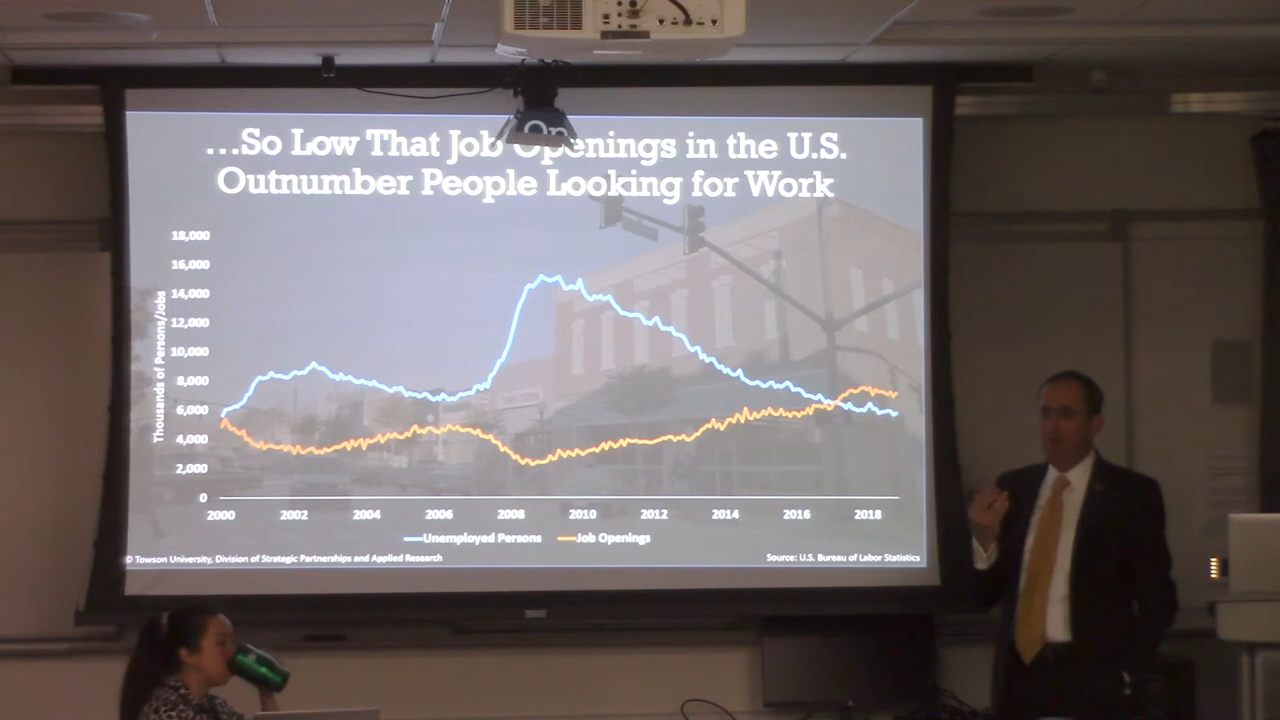 ...So Low That Job Openings in the U.S.
Outnumber People Looking for Work
Thousands of Persons/Jobs
18,000
16,000
14,000
12,000
10,000
8,000
6,000
4,000
2,000
0
2000 2002 2004 2006 2008 2010 2012 2014 2016 2018
Unemployed Persons Job Openings
© Towson University, Division of Strategic Partnerships and Applied Research
Source: U.S. Bureau of Labor Statistics